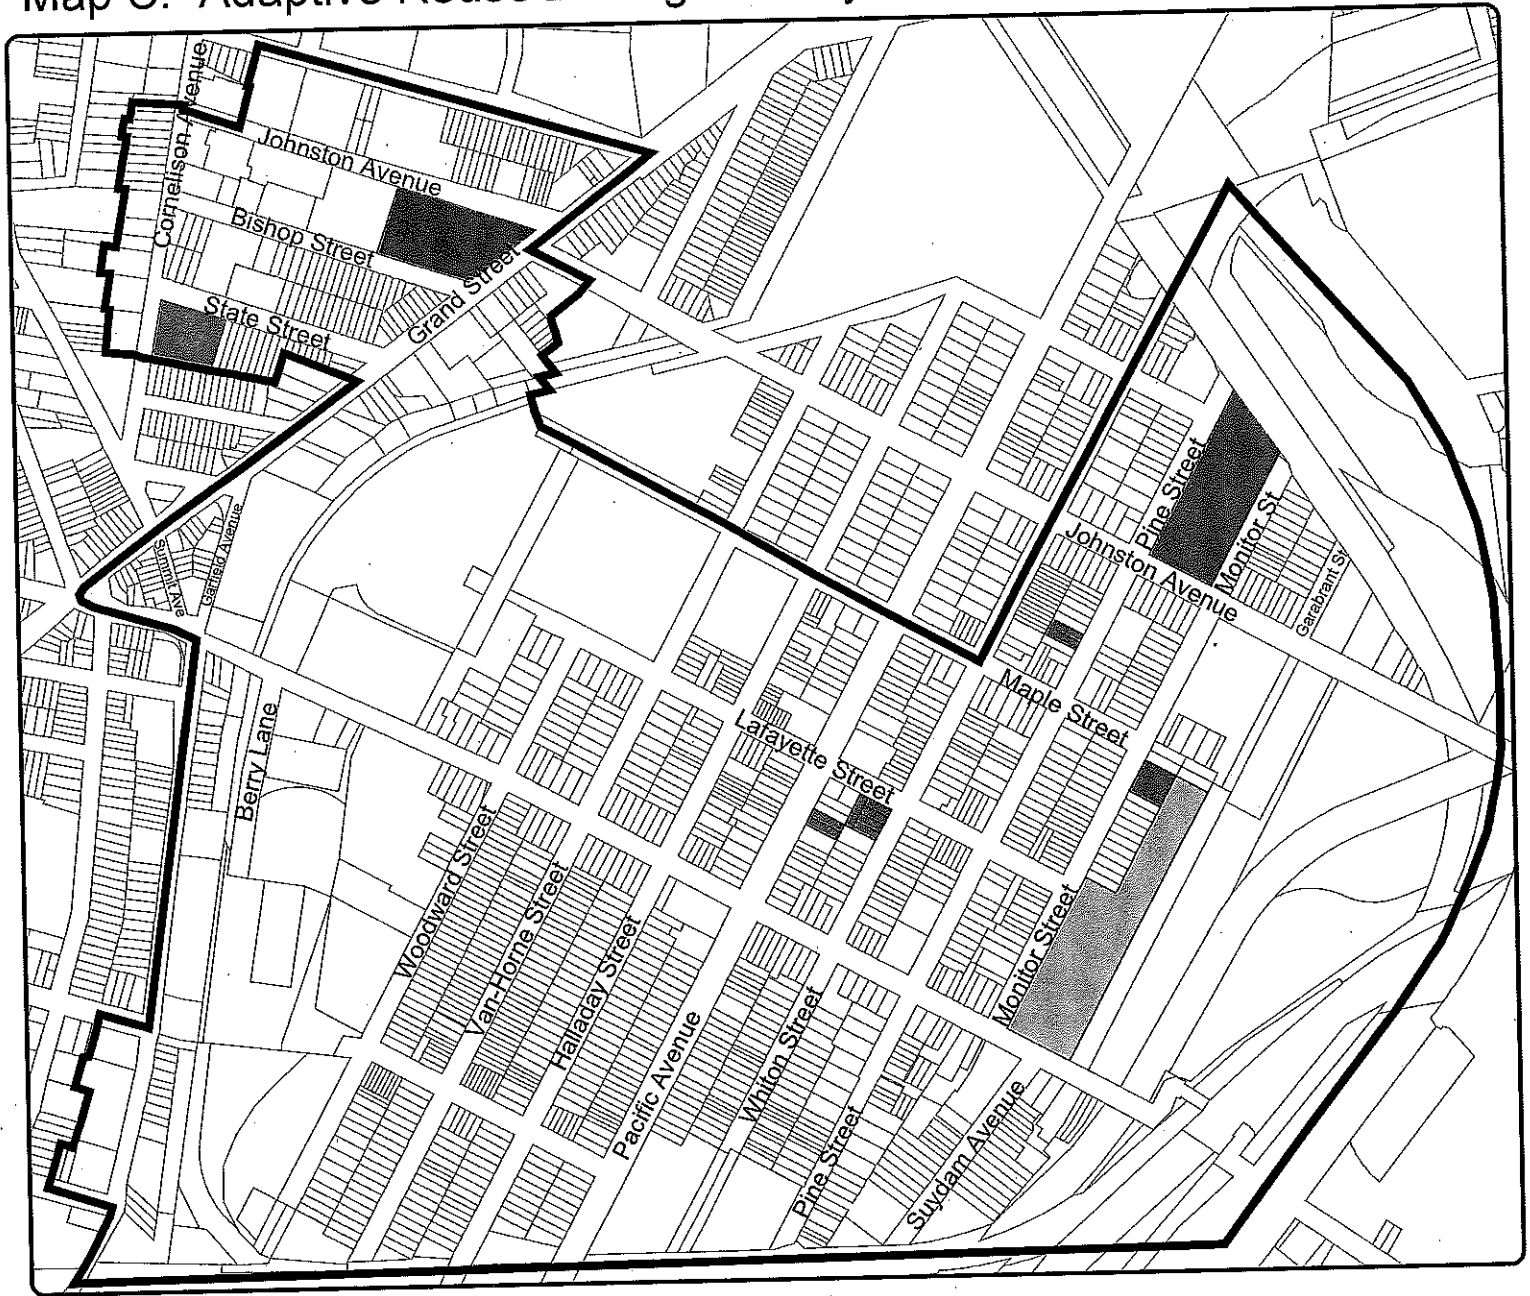 Map C: Adaptive Reuse
Cornelison Avenue
Johnston Avenue
Bishop Street
Grand Street
State Street
Pine Street
Monitor St
Johnston Avenue
Garabrant St
Summit Ave
Garfield Avenue
Maple Street
Lafayette Street
Berry Lane
Woodward Street
Van-Horne Street
Halladay Street
Monitor Street
Pacific Avenue
Whiton Street
Pine Street
Suydam Avenue